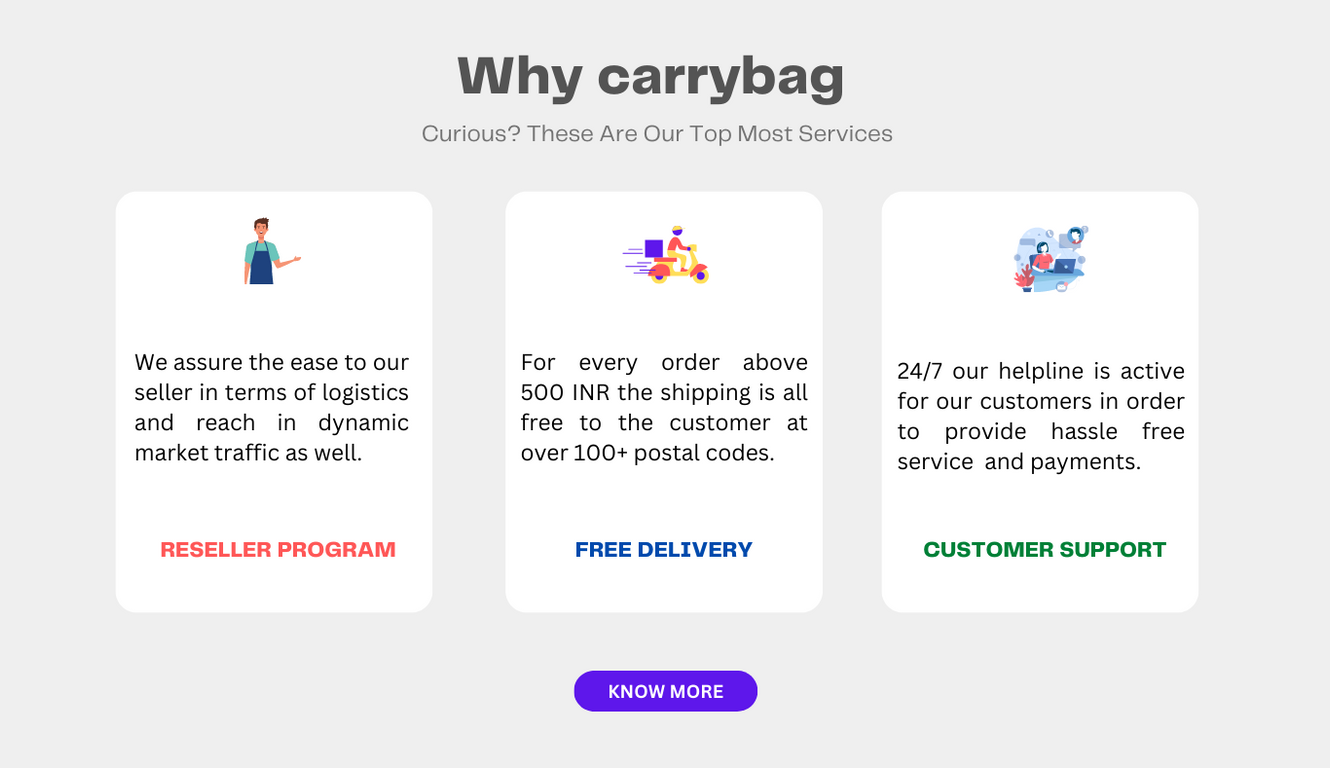 Why carrybag
Curious? These Are Our Top Most Services
We assure the ease to our
seller in terms of logistics
and reach in dynamic
market traffic as well.
RESELLER PROGRAM
For every order above
500 INR the shipping is all
free to the customer at
over 100+ postal codes.
FREE DELIVERY
24/7 our helpline is active
for our customers in order
to provide hassle free
service and payments.
CUSTOMER SUPPORT
KNOW MORE